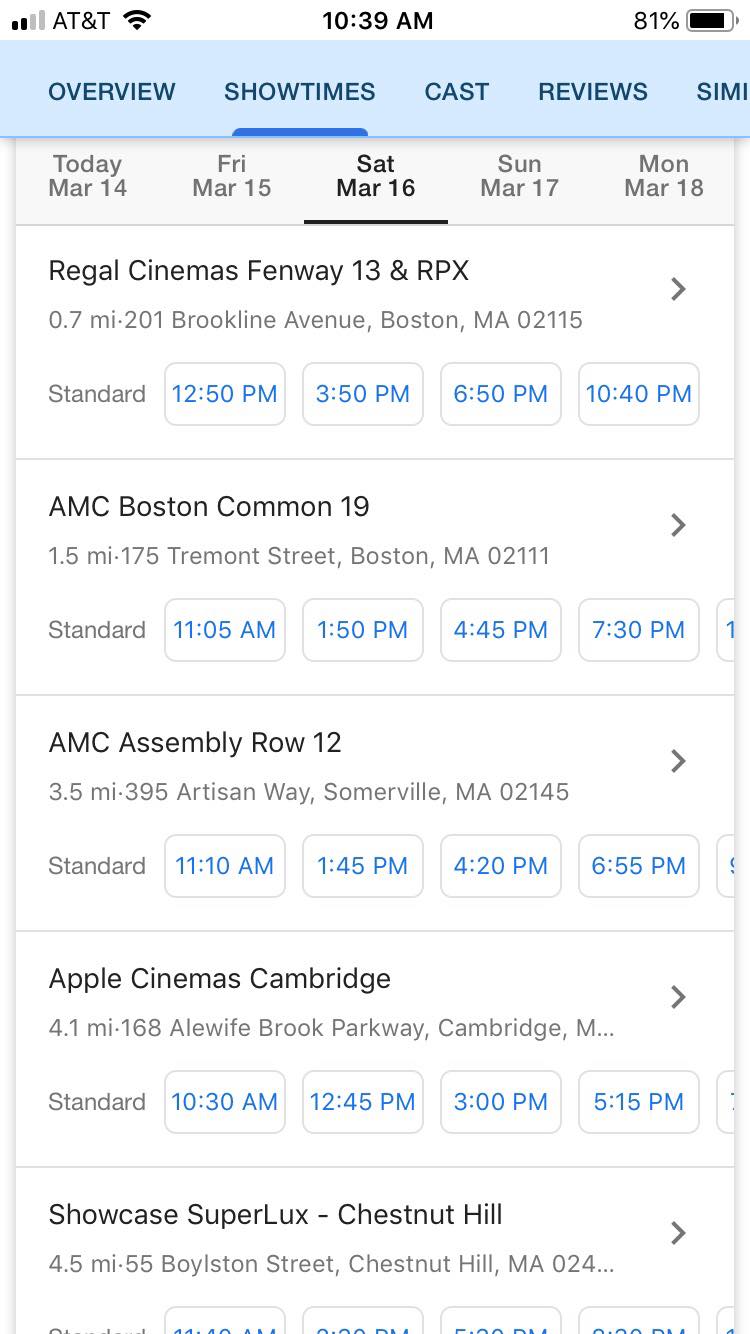 AT&T 10:39 AM 81%
OVERVIEW SHOWTIMES CAST REVIEWS SIMI
Today Fri Sat Sun Mon
Mar 14 Mar 15 Mar 16 Mar 17 Mar 18
Regal Cinemas Fenway 13 & RPX
0.7 mi·201 Brookline Avenue, Boston, MA 02115
Standard 12:50 PM 3:50 PM 6:50 PM 10:40 PM
AMC Boston Common 19
1.5 mi·175 Tremont Street, Boston, MA 02111
Standard 11:05 AM 1:50 PM 4:45 PM 7:30 PM 1
AMC Assembly Row 12
3.5 mi·395 Artisan Way, Somerville, MA 02145
Standard 11:10 AM 1:45 PM 4:20 PM 6:55 PM
Apple Cinemas Cambridge
4.1 mi·168 Alewife Brook Parkway, Cambridge, M...
Standard 10:30 AM 12:45 PM 3:00 PM 5:15 PM
Showcase SuperLux - Chestnut Hill
4.5 mi·55 Boylston Street, Chestnut Hill, MA 024...
Standard